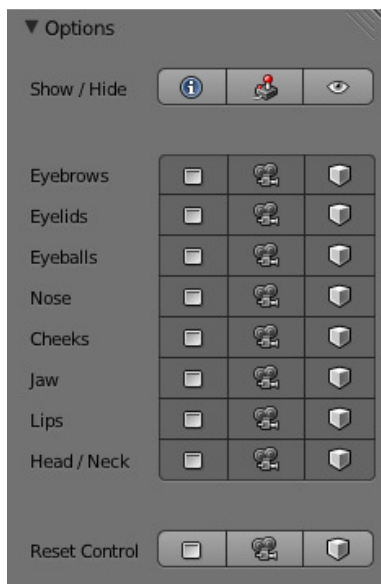 Options
Show / Hide
Eyebrows
Eyelids
Eyeballs
Nose
Cheeks
Jaw
Lips
Head / Neck
Reset Control